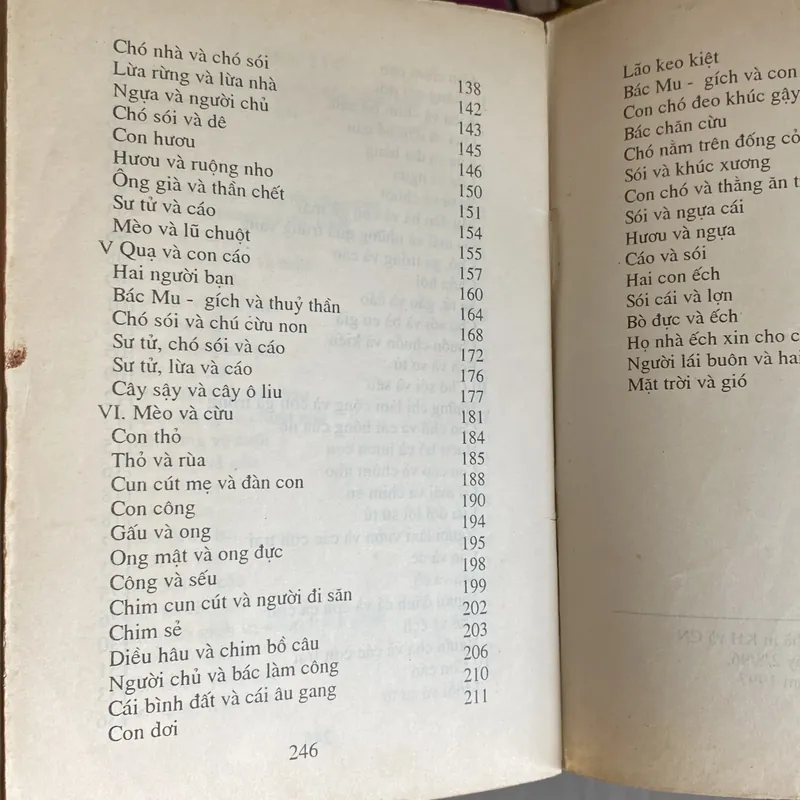 Chó nhà và chó sói 138
Lừa rừng và lừa nhà 142
Ngựa và người chủ 143
Chó sói và dê 145
Con hươu 146
Hươu và ruộng nho 150
Ông già và thần chết 151
Sư tử và cáo 154
Mèo và lũ chuột 155
V Quạ và con cáo 157
Hai người bạn 160
Bác Mu - gích và thuỷ thần 164
Chó sói và chú cừu non 168
Sư tử, chó sói và cáo 172
Sư tử, lừa và cáo 176
Cây sậy và cây ô liu 177
VI. Mèo và cừu 181
Con thỏ 184
Thỏ và rùa 185
Cun cút mẹ và đàn con 188
Con công 190
Gấu và ong 194
Ong mật và ong đực 195
Công và sếu 198
Chim cun cút và người đi săn 199
Chim sẻ 202
Diều hâu và chim bồ câu 203
Người chủ và bác làm công 206
Cái bình đất và cái âu gang 210
Con dơi 211
246
Lão keo kiệt
Bác Mu - gích và con
Con chó đeo khúc gậy
Bác chăn cừu
Chó nằm trên đống cỏ
Sói và khúc xương
Con chó và thằng ăn t
Sói và ngựa cái
Hươu và ngựa
Cáo và sói
Hai con ếch
Sói cái và lợn
Bò đực và ếch
Họ nhà ếch xin cho c
Người lái buôn và hai
Mặt trời và gió